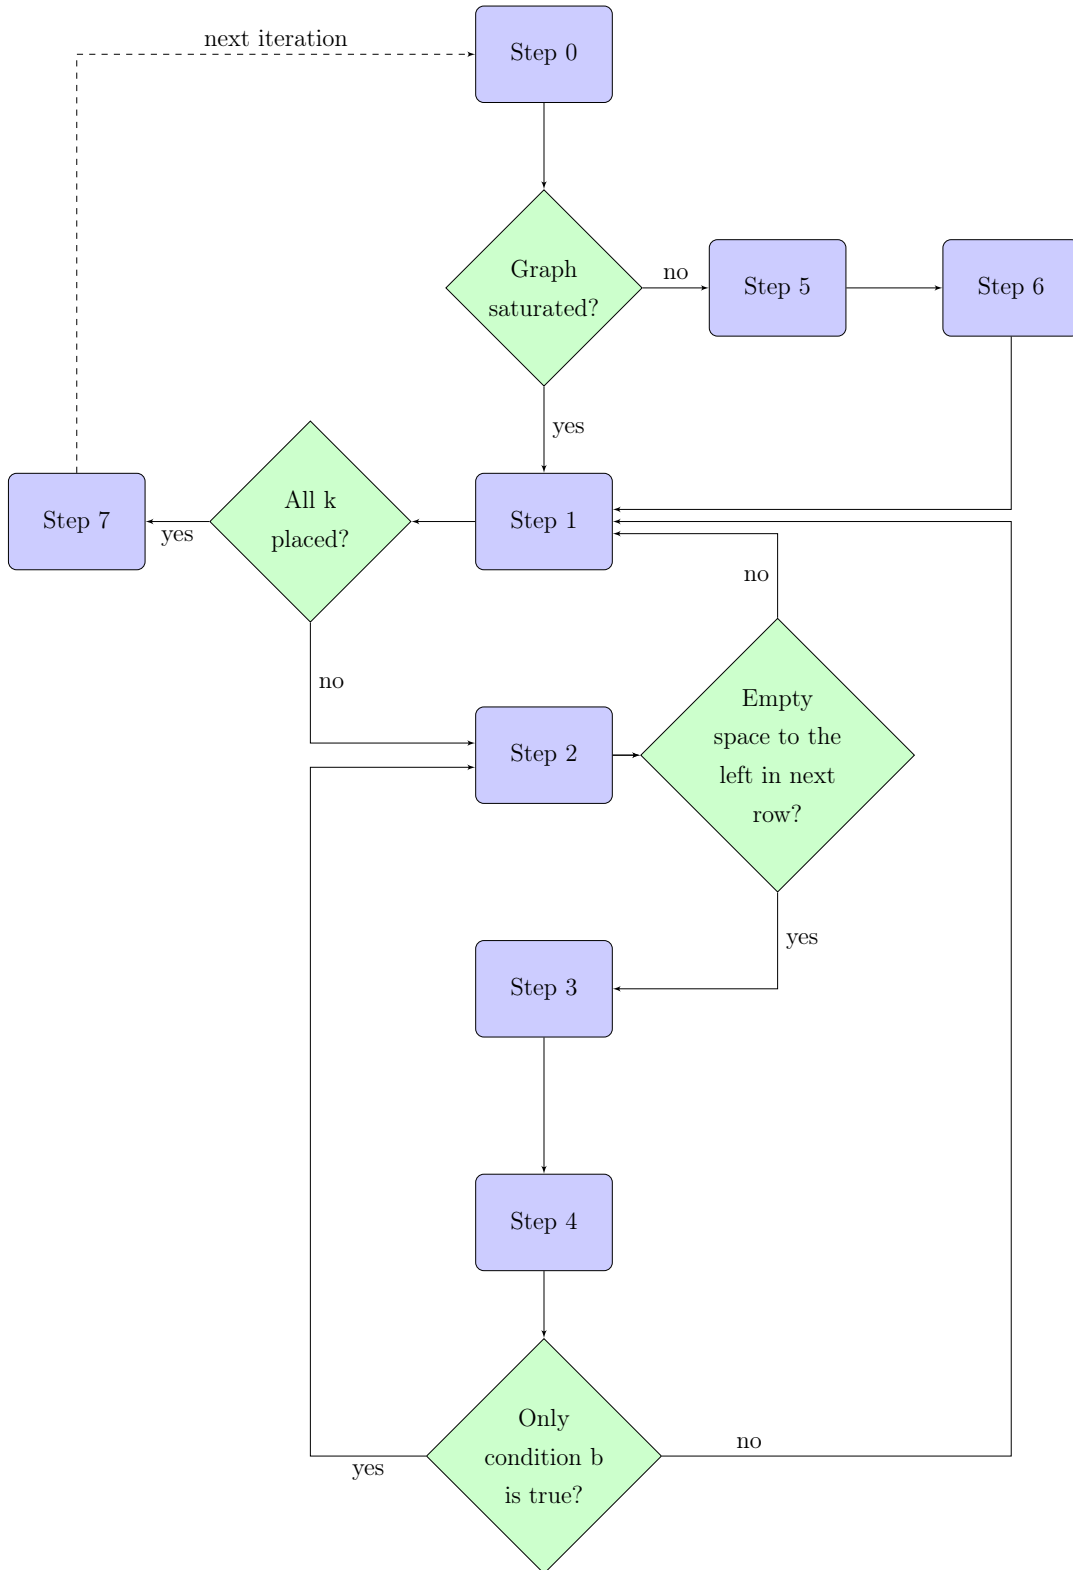 next iteration
Step 0
Graph
saturated?
no
Step 5
Step 6
yes
Step 7
yes
All k
placed?
Step 1
no
no
Step 2
Empty
space to the
left in next
row?
yes
Step 3
Step 4
Only
condition b
is true?
yes
no